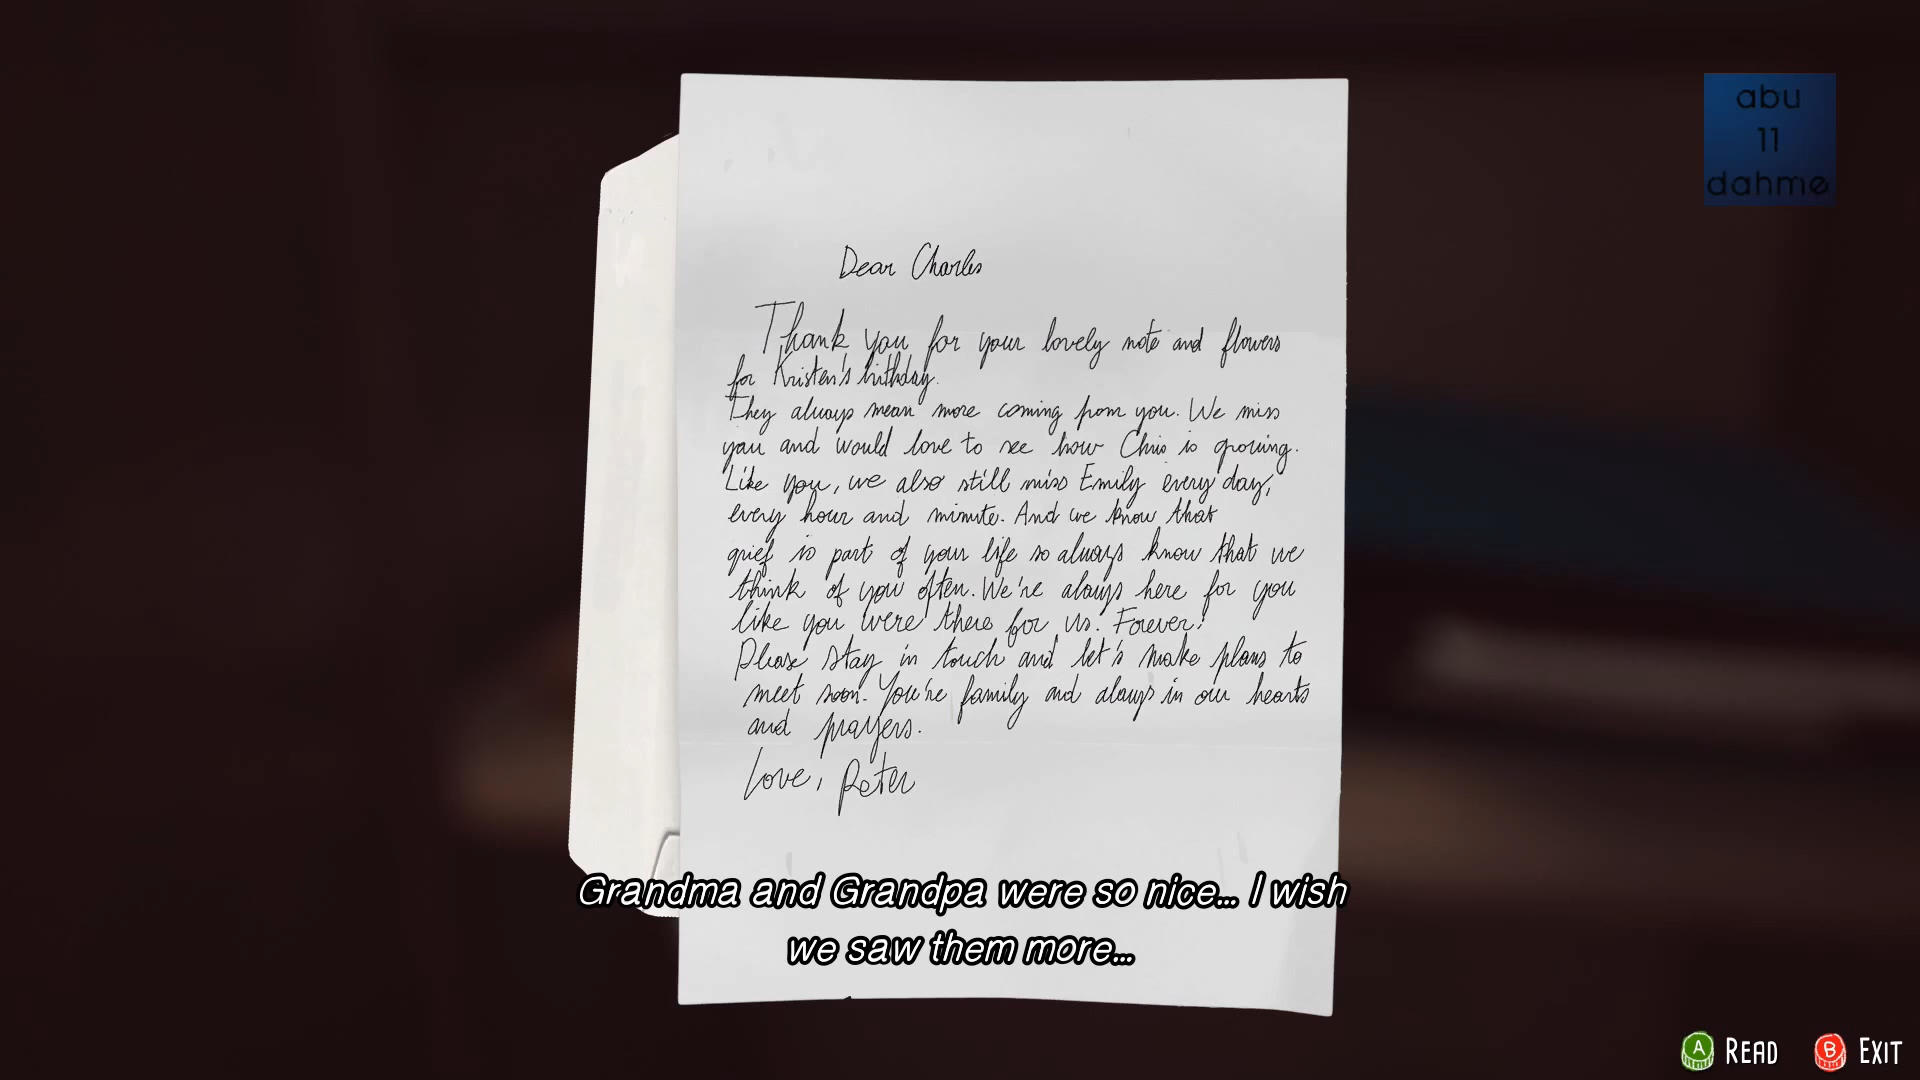 abu
11
dahme
Dear Charles
Thank you for your lovely note and flowers
for Kristen's birthday.
They always mean more coming from you. We miss
you and would love to see how Chris is growing.
Like you, we also still miss Emily every day,
every hour and minute. And we know that
grief is part of your life so always know that we
think of you often. We're always here for you
like you were there for us. Forever.
Please stay in touch and let's make plans to
meet soon. You're family and always in our hearts
and prayers.
Love, Peter
Grandma and Grandpa were so nice... I wish
we saw them more...
A READ B EXIT